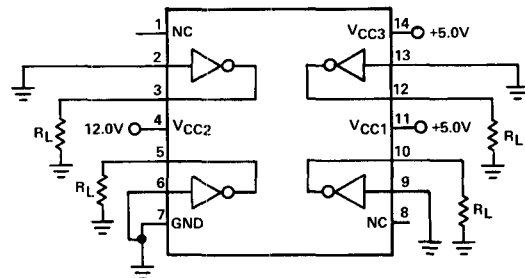 1 NC
VCC3 14 +5.0V
2
13
3
12
RL
12.0V 4 VCC2
VCC1 11 +5.0V
RL
5
10
RL
6
9
RL
7 GND
NC 8